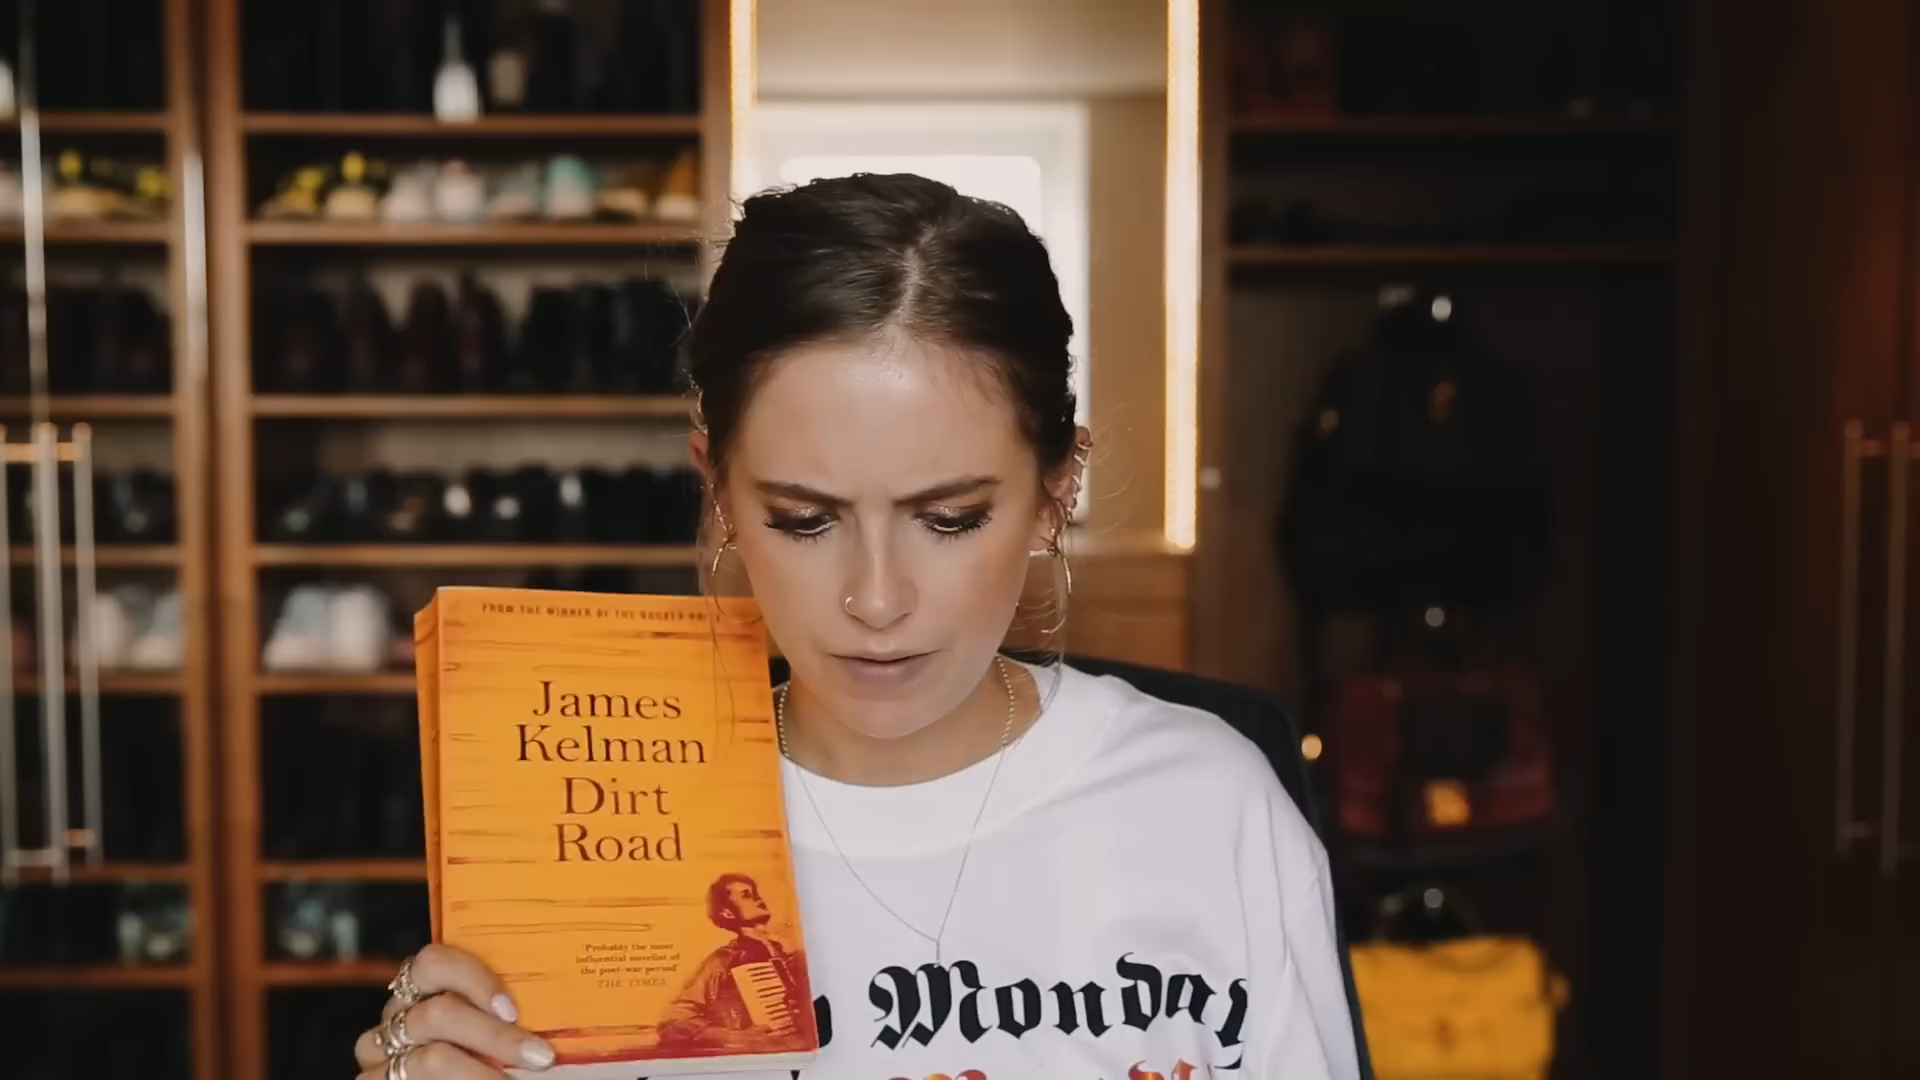 FROM THE WINNER OF THE BOOKER PRIZE
James
Kelman
Dirt
Road
'Probably the most
influential novelist of
the post-war period'
THE TIMES
Monday